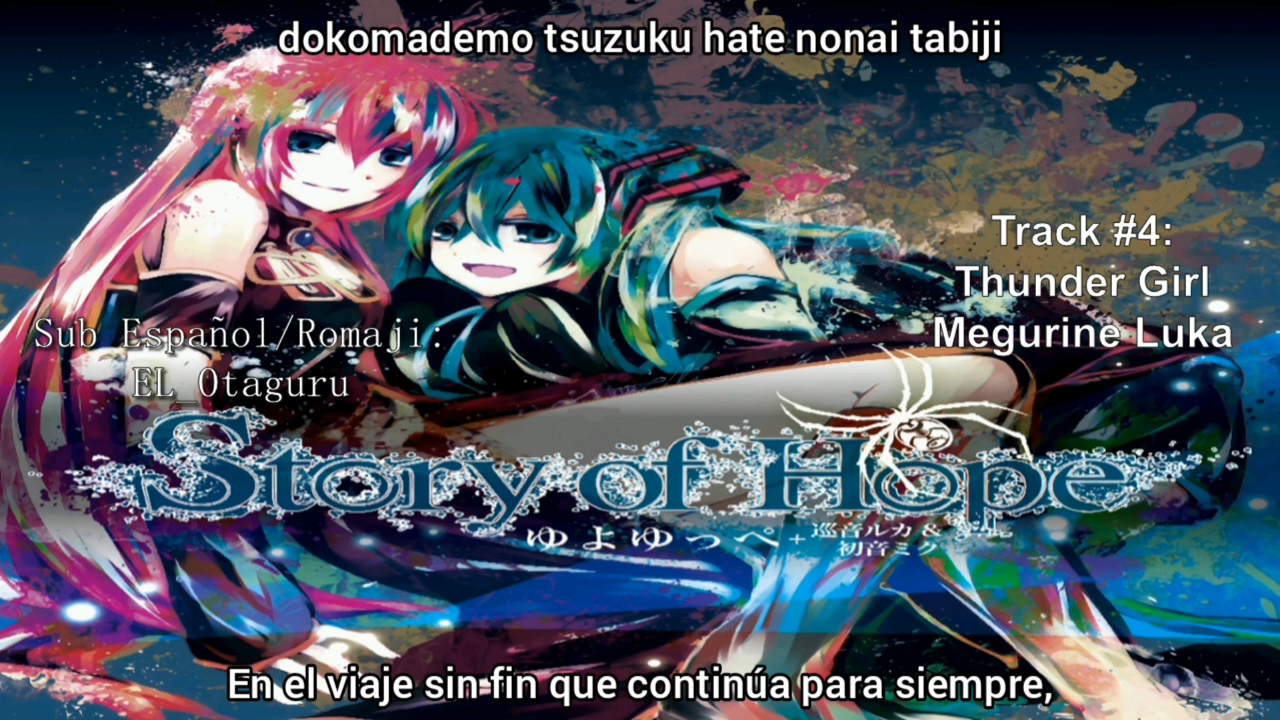 dokomademo tsuzuku hate nonai tabiji
Track #4:
Thunder Girl
Megurine Luka
Sub Español/Romaji:
EL_Otaguru
Story of Hope
ゆよゆっぺ+巡音ルカ &
初音ミク
En el viaje sin fin que continúa para siempre,